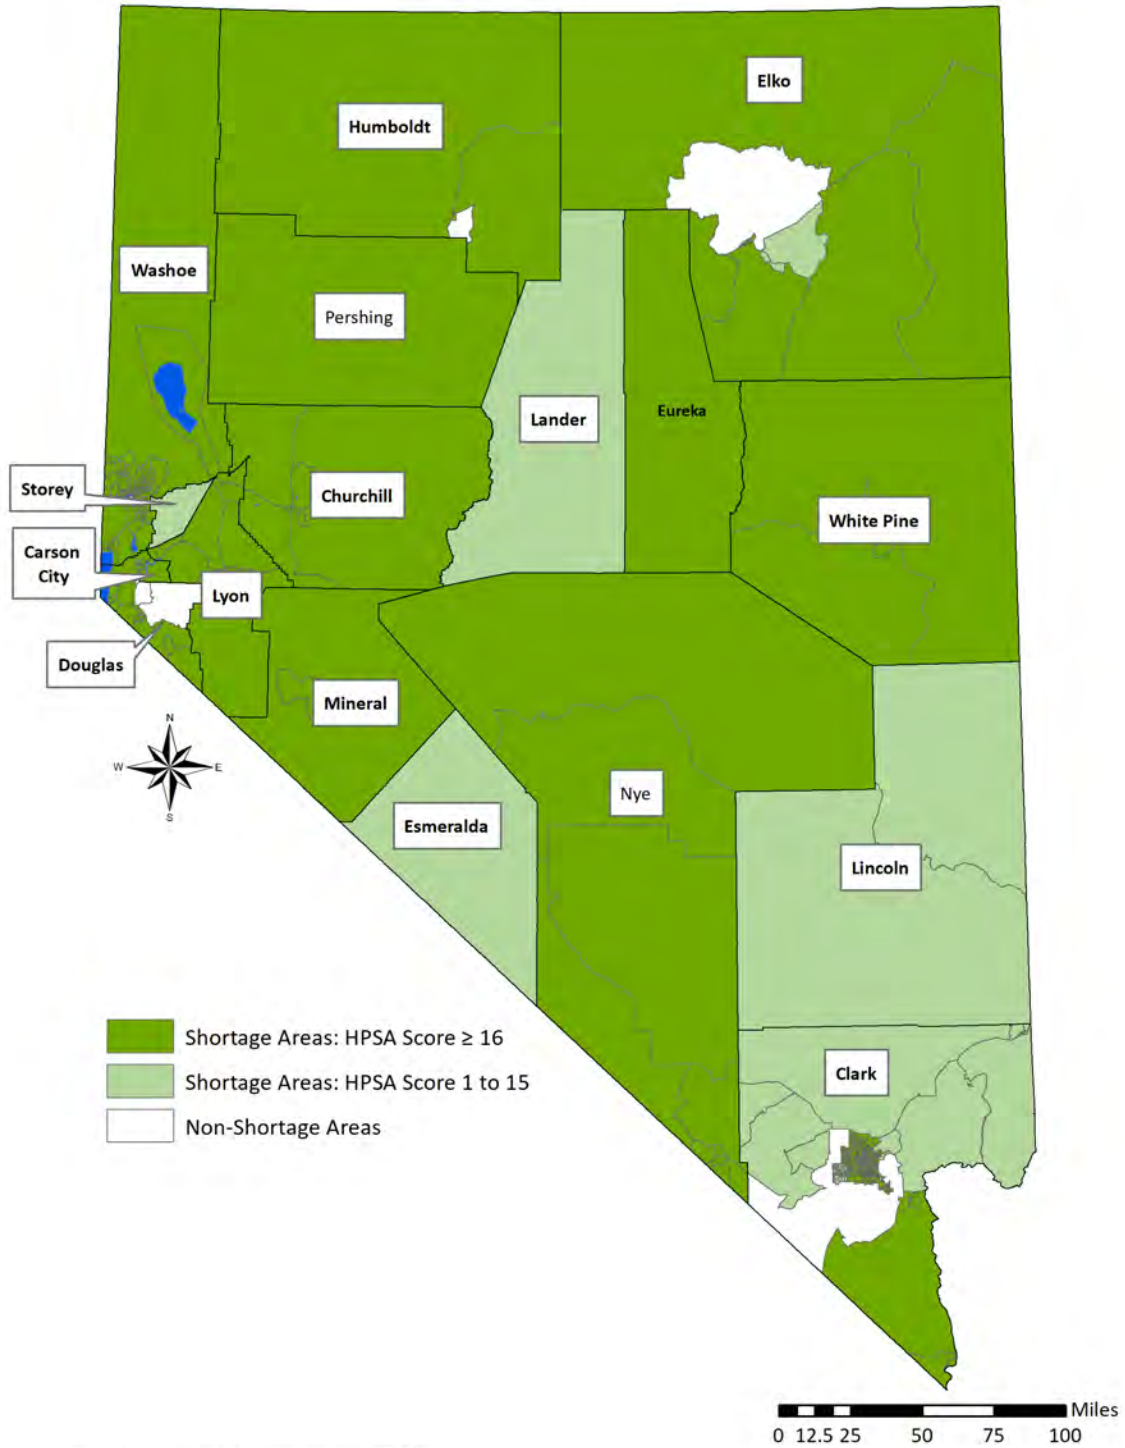 Elko
Humboldt
Washoe
Pershing
Lander
Eureka
Storey
Churchill
White Pine
Carson
City
Lyon
Douglas
Mineral
N
W
E
S
Nye
Esmeralda
Lincoln
Shortage Areas: HPSA Score ≥ 16
Shortage Areas: HPSA Score 1 to 15
Non-Shortage Areas
Clark
Miles
0 12.5 25 50 75 100